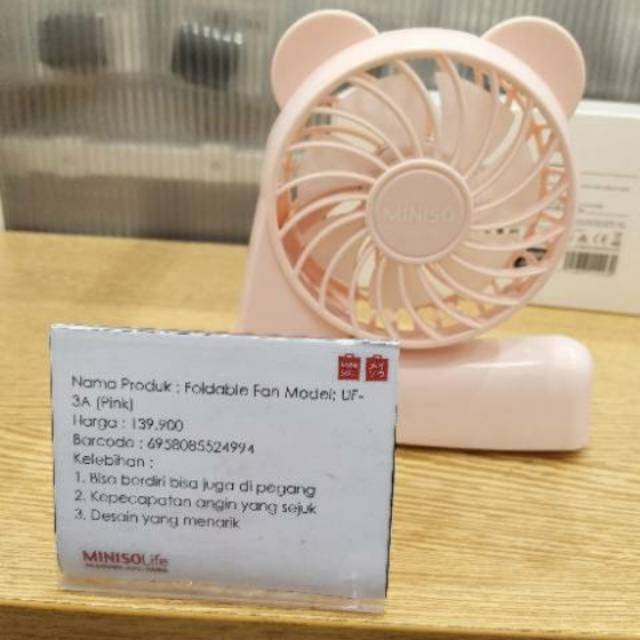 MINISO
Nama Produk : Foldable Fan Model: UF-
3A (Pink)
Harga : 139.900
Barcode : 6958085524994
Kelebihan :
1. Bisa berdiri bisa juga di pegang
2. Kepecapatan angin yang sejuk
3. Desain yang menarik
MINISOLife